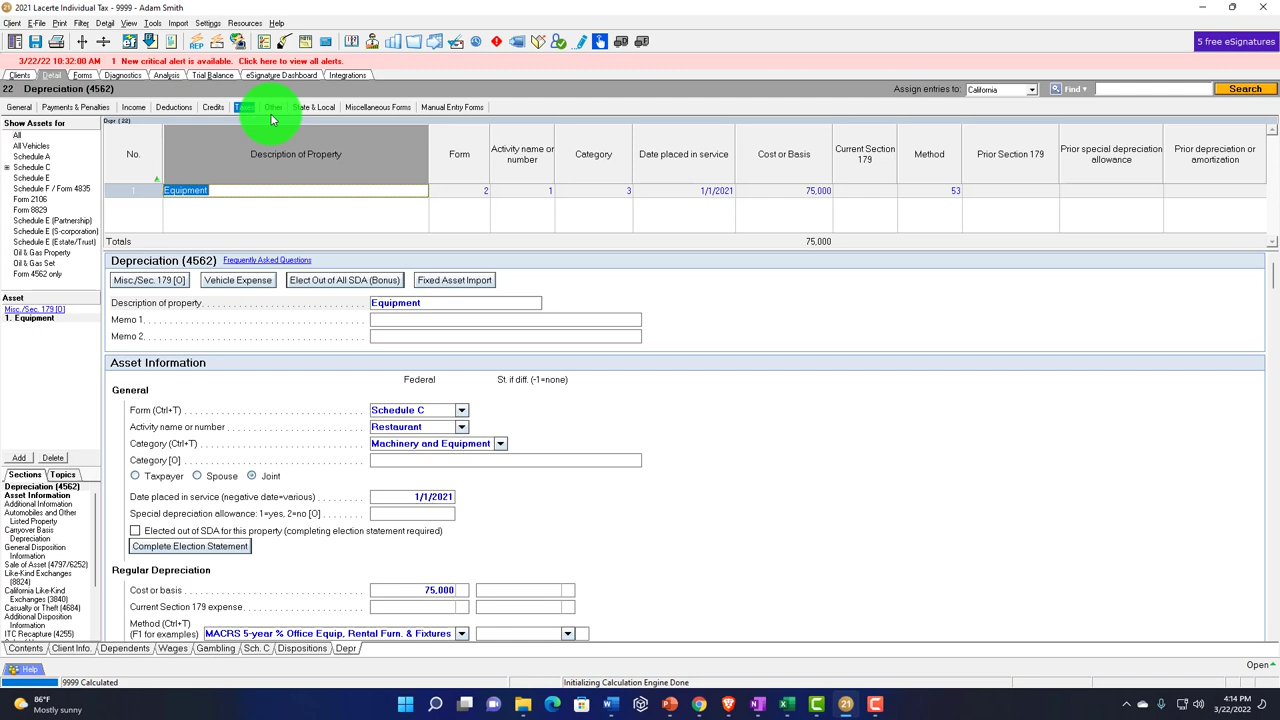 21 Lacerte Individual Tax - 9999 - Adam Smith
Client E-File Print Filter Detail View Tools Import Settings Resources Help
5 free eSignatures
3/22/22 10:32:00 AM 1 New critical alert is available. Click here to view all alerts.
Clients Detail Forms Diagnostics Analysis Trial Balance eSignature Dashboard Integrations
22 Depreciation (4562) Assign entries to: California Find Search
General Payments & Penalties Income Deductions Credits Taxes Other State & Local Miscellaneous Forms Manual Entry Forms
Show Assets for
All
All Vehicles
Schedule A
Schedule C
Schedule E
Schedule F / Form 4835
Form 2106
Form 8829
Schedule E (Partnership)
Schedule E (S-corporation)
Schedule E (Estate/Trust)
Oil & Gas Property
Oil & Gas Set
Form 4562 only
Asset
Misc./Sec. 179 [O]
1. Equipment
Add Delete
Sections Topics
Depreciation (4562)
Asset Information
Additional Information
Automobiles and Other
Listed Property
Carryover Basis
Depreciation
General Disposition
Information
Sale of Asset (4797/6252)
Like-Kind Exchanges
(8824)
California Like-Kind
Exchanges (3840)
Casualty or Theft (4684)
Additional Disposition
Information
ITC Recapture (4255)
Depr (22)
No. Description of Property Form Activity name or number Category Date placed in service Cost or Basis Current Section 179 Method Prior Section 179 Prior special depreciation allowance Prior depreciation or amortization
1 Equipment 2 1 3 1/1/2021 75,000 53
Totals 75,000
Depreciation (4562) Frequently Asked Questions
Misc./Sec. 179 [O] Vehicle Expense Elect Out of All SDA (Bonus) Fixed Asset Import
Description of property Equipment
Memo 1
Memo 2
Asset Information
Federal St. if diff. (-1=none)
General
Form (Ctrl+T) Schedule C
Activity name or number Restaurant
Category (Ctrl+T) Machinery and Equipment
Category [O]
Taxpayer Spouse Joint
Date placed in service (negative date=various) 1/1/2021
Special depreciation allowance: 1=yes, 2=no [O]
Elected out of SDA for this property (completing election statement required)
Complete Election Statement
Regular Depreciation
Cost or basis 75,000
Current Section 179 expense
Method (Ctrl+T)
(F1 for examples) MACRS 5-year % Office Equip, Rental Furn. & Fixtures
Contents Client Info. Dependents Wages Gambling Sch. C Dispositions Depr
Help Open
9999 Calculated Initializing Calculation Engine Done
86°F
Mostly sunny
4:14 PM
3/22/2022